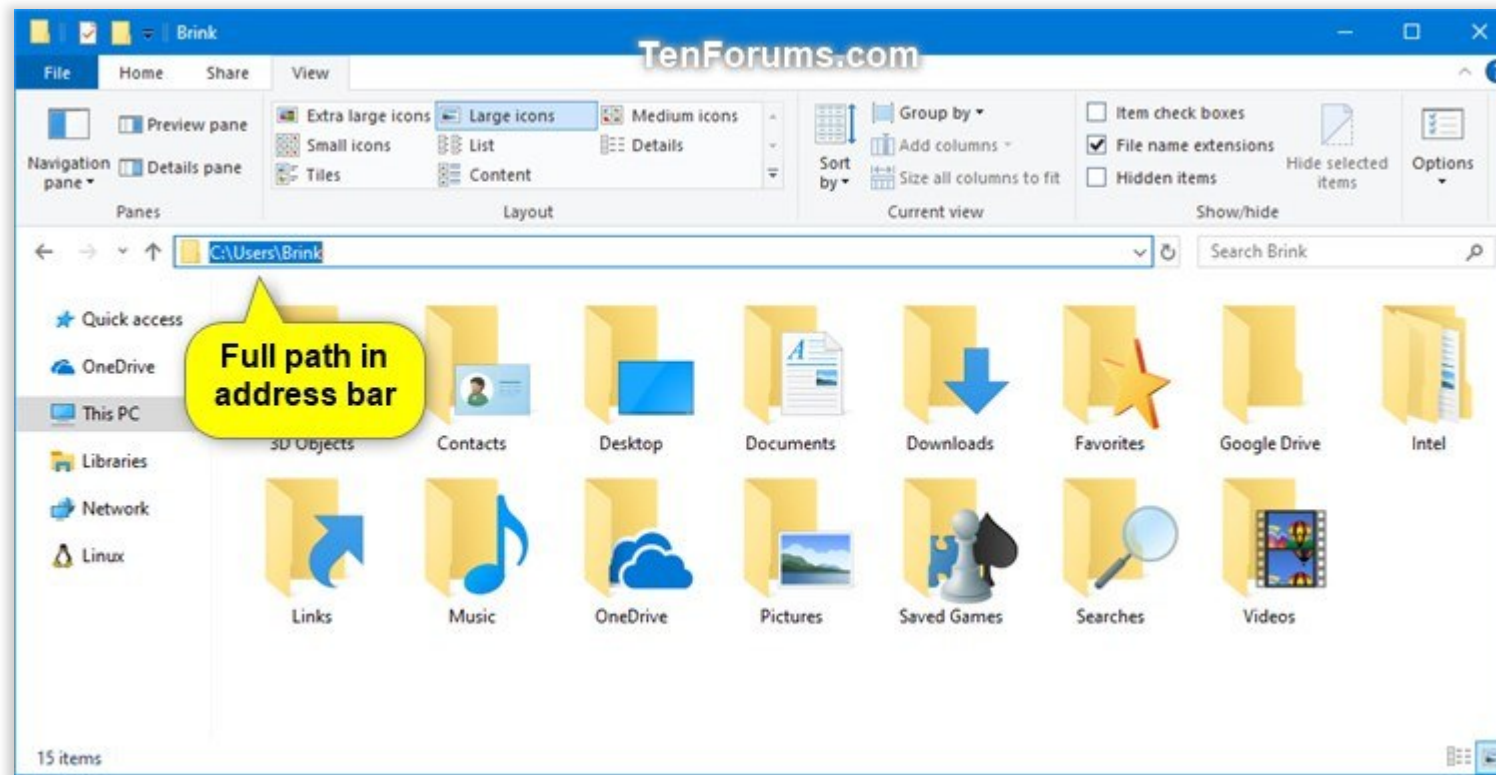 Brink
TenForums.com
File Home Share View
Navigation pane
Preview pane
Details pane
Panes
Extra large icons Large icons Medium icons
Small icons List Details
Tiles Content
Layout
Sort by
Group by
Add columns
Size all columns to fit
Current view
Item check boxes
File name extensions
Hidden items
Hide selected items
Show/hide
Options
C:\Users\Brink
Search Brink
Full path in
address bar
Quick access
OneDrive
This PC
Libraries
Network
Linux
3D Objects Contacts Desktop Documents Downloads Favorites Google Drive Intel
Links Music OneDrive Pictures Saved Games Searches Videos
15 items